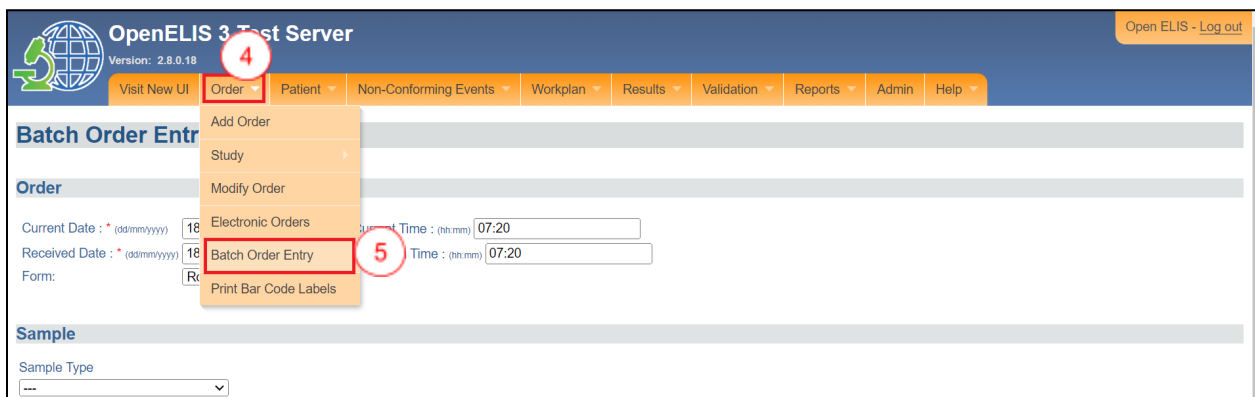 OpenELIS 3 Test Server
Open ELIS - Log out
Version: 2.8.0.18
4
Visit New UI Order Patient Non-Conforming Events Workplan Results Validation Reports Admin Help
Add Order
Batch Order Entr
Study
Order
Modify Order
Electronic Orders
Current Date : * (dd/mm/yyyy) 18 Time : (hh:mm) 07:20
Received Date : * (dd/mm/yyyy) 18 Batch Order Entry 5 Time : (hh:mm) 07:20
Form:
Print Bar Code Labels
Sample
Sample Type
---